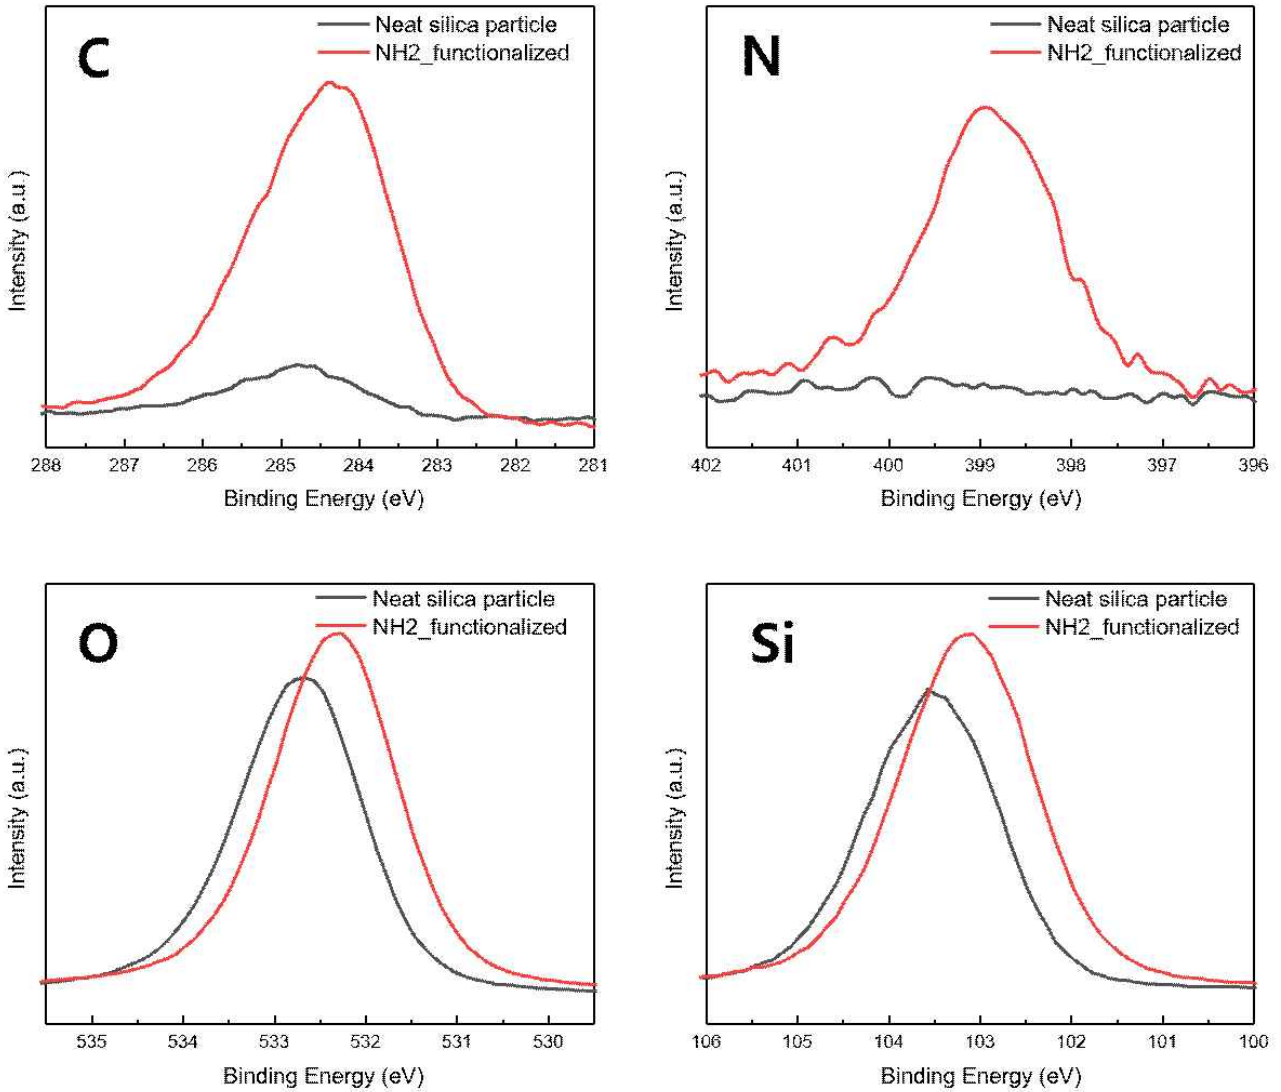 C
Neat silica particle
NH2_functionalized
Intensity (a.u.)
288 287 286 285 284 283 282 281
Binding Energy (eV)
N
Neat silica particle
NH2_functionalized
Intensity (a.u.)
402 401 400 399 398 397 396
Binding Energy (eV)
O
Neat silica particle
NH2_functionalized
Intensity (a.u.)
535 534 533 532 531 530
Binding Energy (eV)
Si
Neat silica particle
NH2_functionalized
Intensity (a.u.)
106 105 104 103 102 101 100
Binding Energy (eV)